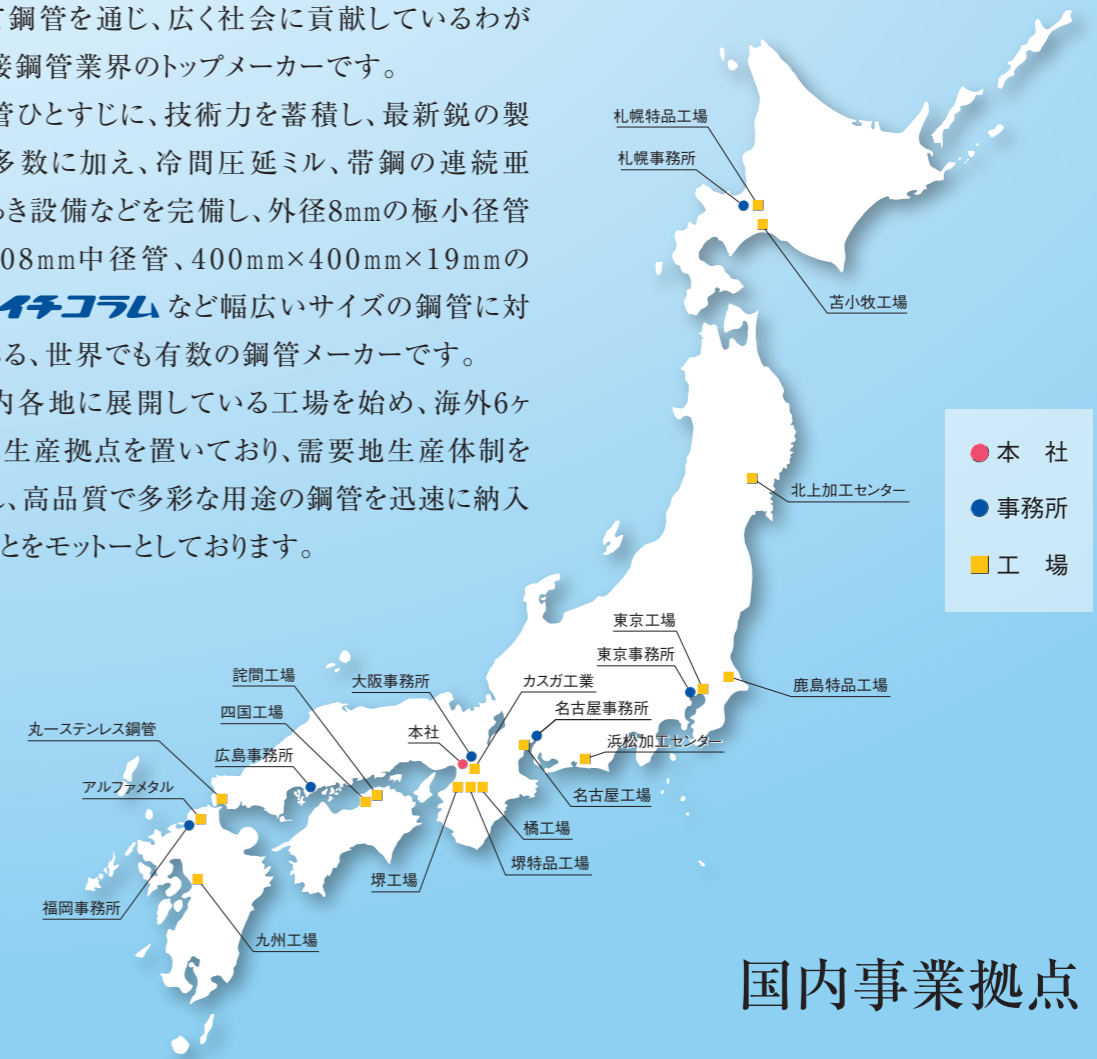 て鋼管を通じ、広く社会に貢献しているわが
接鋼管業界のトップメーカーです。
管ひとすじに、技術力を蓄積し、最新鋭の製
多数に加え、冷間圧延ミル、帯鋼の連続亜
っき設備などを完備し、外径8mmの極小径管
08mm中径管、400mm×400mm×19mmの
イチコラム など幅広いサイズの鋼管に対
る、世界でも有数の鋼管メーカーです。
内各地に展開している工場を始め、海外6ヶ
生産拠点を置いており、需要地生産体制を
し、高品質で多彩な用途の鋼管を迅速に納入
とをモットーとしております。
札幌特品工場
札幌事務所
苫小牧工場
本 社
事務所
工 場
北上加工センター
東京工場
東京事務所
鹿島特品工場
詫間工場
大阪事務所
カスガ工業
四国工場
名古屋事務所
丸一ステンレス鋼管
本社
浜松加工センター
広島事務所
アルファメタル
名古屋工場
橘工場
堺特品工場
堺工場
福岡事務所
九州工場
国内事業拠点